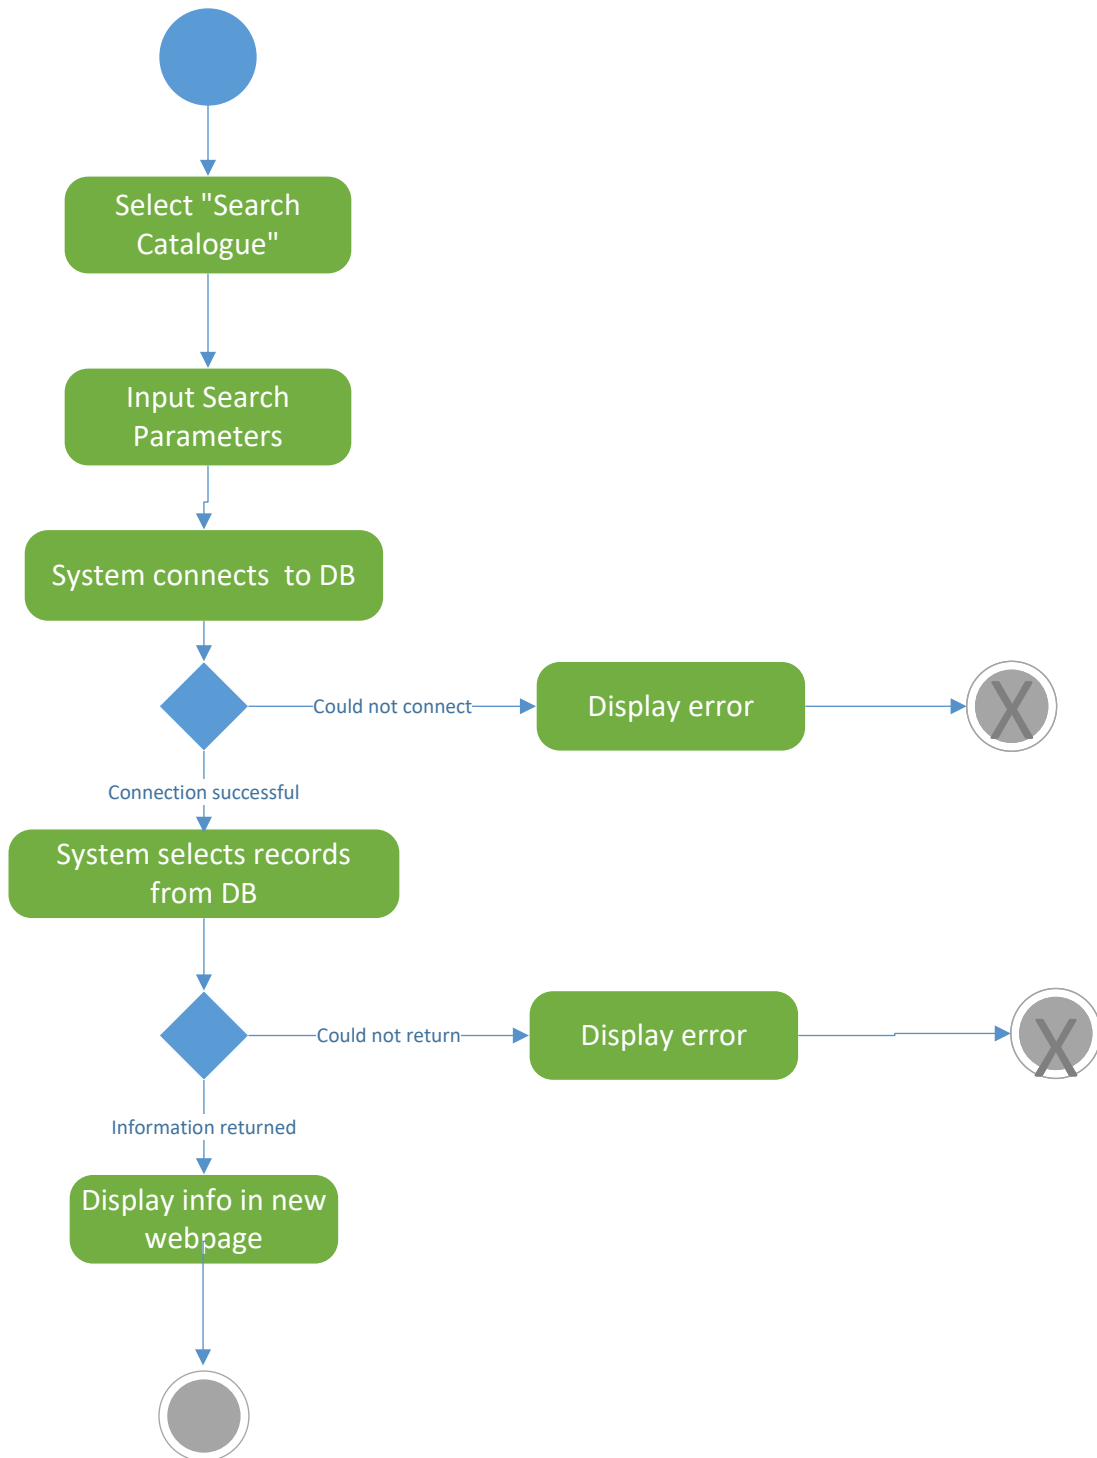 Select "Search
Catalogue"
Input Search
Parameters
System connects  to DB
Could not connect
Display error
X
Connection successful
System selects records
from DB
Could not return
Display error
X
Information returned
Display info in new
webpage